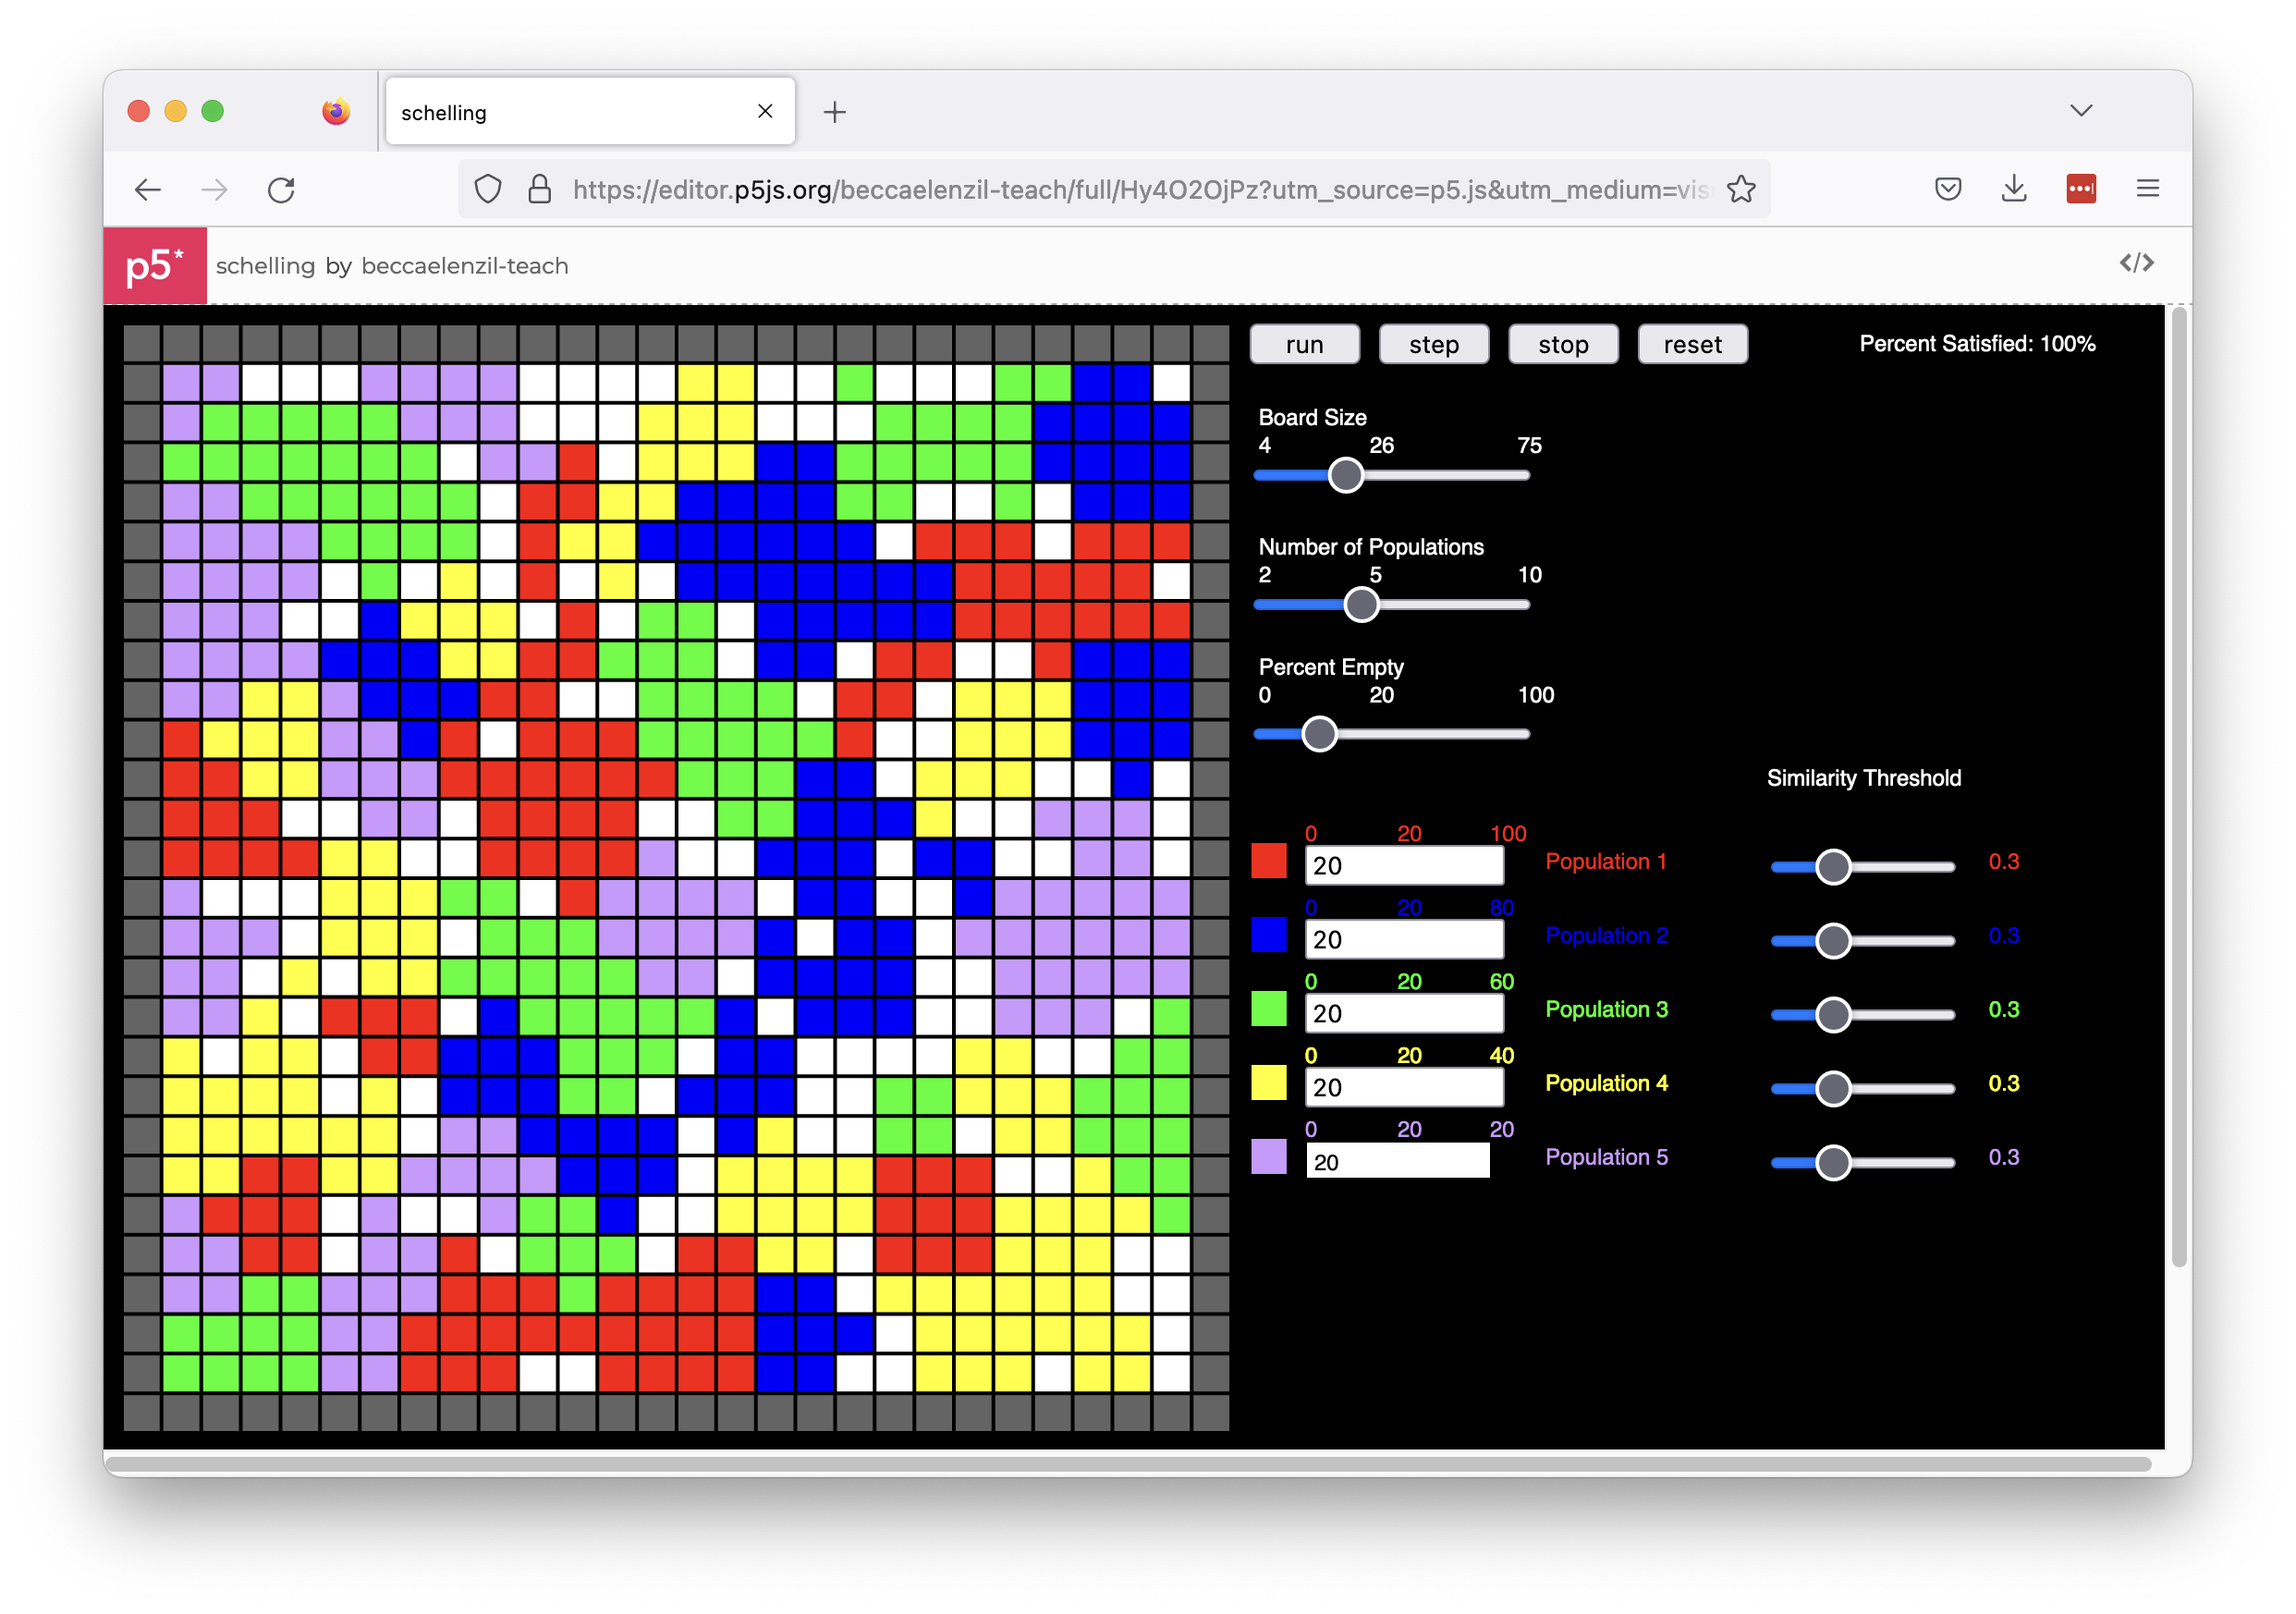 schelling
https://editor.p5js.org/beccaelenzil-teach/full/Hy4O2OjPz?utm_source=p5.js&utm_medium=vis
p5* schelling by beccaelenzil-teach </>
run step stop reset Percent Satisfied: 100%
Board Size
4 26 75
Number of Populations
2 5 10
Percent Empty
0 20 100
Similarity Threshold
0 20 100
20 Population 1 0.3
0 20 80
20 Population 2 0.3
0 20 60
20 Population 3 0.3
0 20 40
20 Population 4 0.3
0 20 20
20 Population 5 0.3